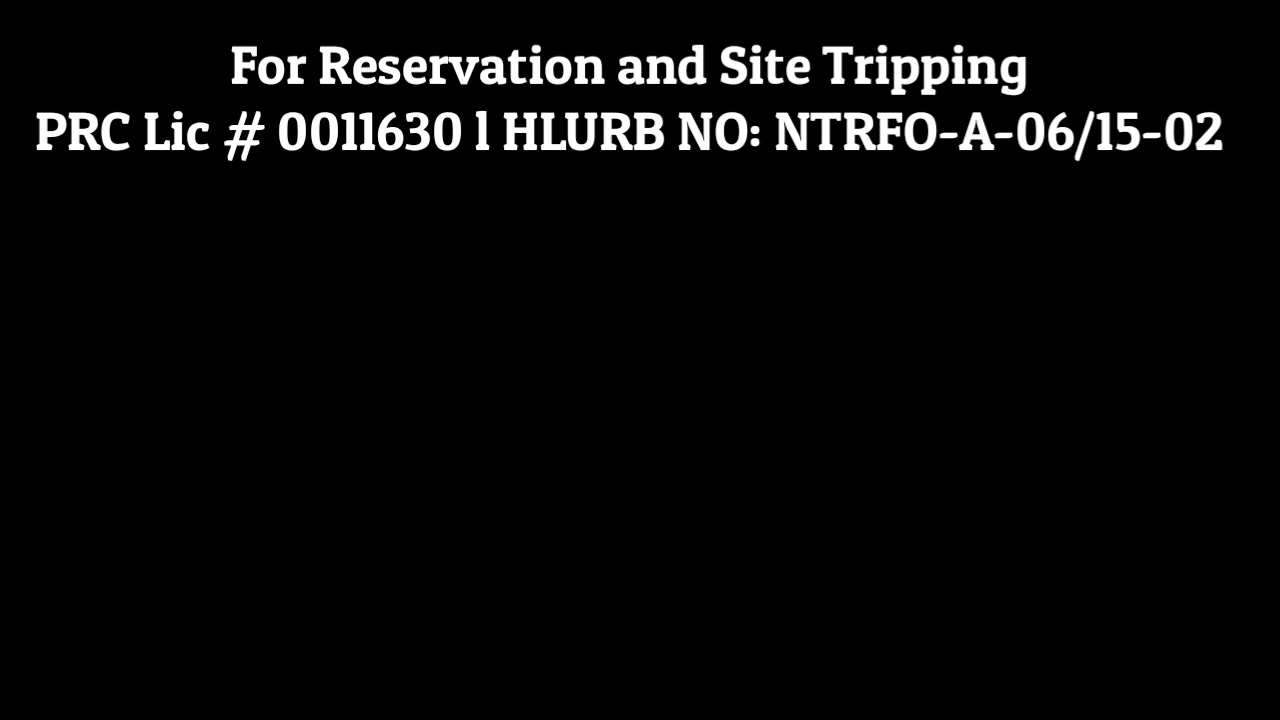 For Reservation and Site Tripping
PRC Lic # 0011630 l HLURB NO: NTRFO-A-06/15-02